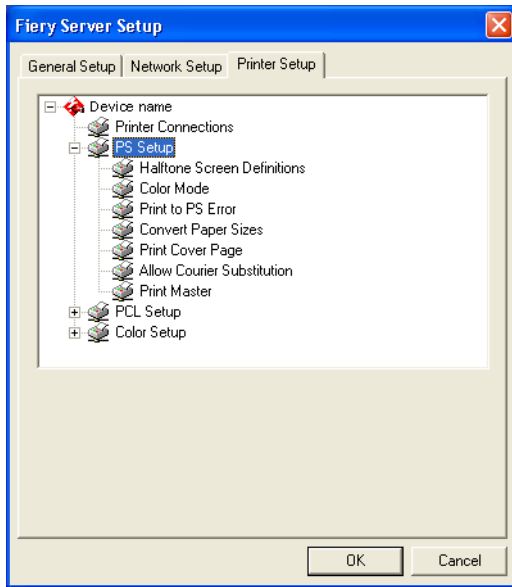 Fiery Server Setup
General Setup Network Setup Printer Setup
Device name
Printer Connections
PS Setup
Halftone Screen Definitions
Color Mode
Print to PS Error
Convert Paper Sizes
Print Cover Page
Allow Courier Substitution
Print Master
PCL Setup
Color Setup
OK Cancel